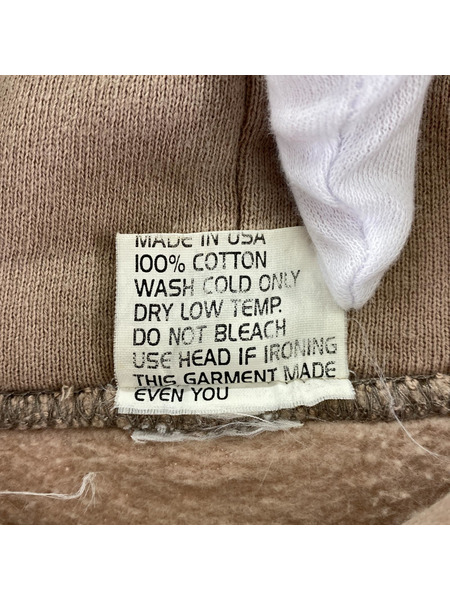 MADE IN USA
100% COTTON
WASH COLD ONLY
DRY LOW TEMP.
DO NOT BLEACH
USE HEAD IF IRONING
THIS GARMENT MADE
EVEN YOU